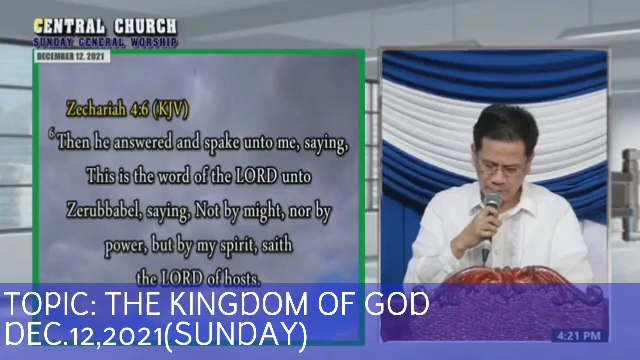 CENTRAL CHURCH
SUNDAY GENERAL WORSHIP
DECEMBER 12, 2021
Zechariah 4:6 (KJV)
6 Then he answered and spake unto me, saying,
This is the word of the LORD unto
Zerubbabel, saying, Not by might, nor by
power, but by my spirit, saith
the LORD of hosts.
TOPIC: THE KINGDOM OF GOD
DEC.12,2021(SUNDAY)
4:21 PM